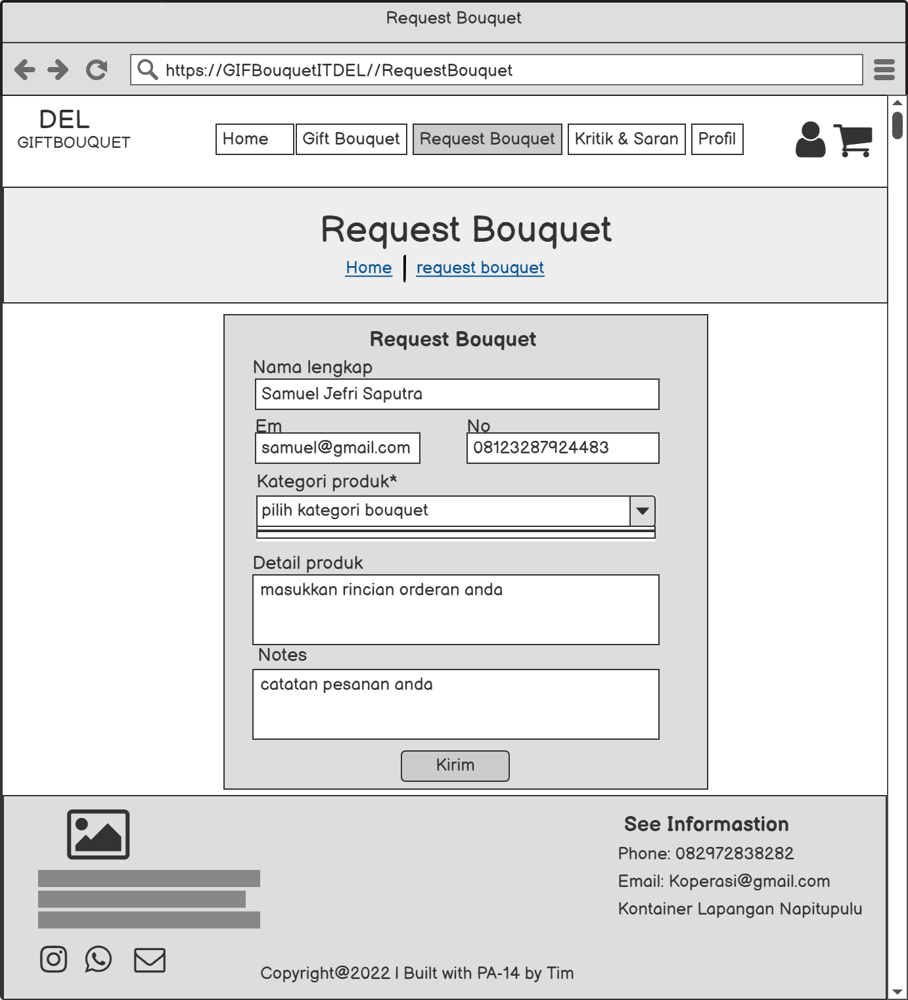 Request Bouquet
https://GIFBouquetITDEL//RequestBouquet
DEL
GIFTBOUQUET
Home Gift Bouquet Request Bouquet Kritik & Saran Profil
Request Bouquet
Home request bouquet
Request Bouquet
Nama lengkap
Samuel Jefri Saputra
Em No
samuel@gmail.com 08123287924483
Kategori produk*
pilih kategori bouquet
Detail produk
masukkan rincian orderan anda
Notes
catatan pesanan anda
Kirim
See Informastion
Phone: 082972838282
Email: Koperasi@gmail.com
Kontainer Lapangan Napitupulu
Copyright@2022 | Built with PA-14 by Tim